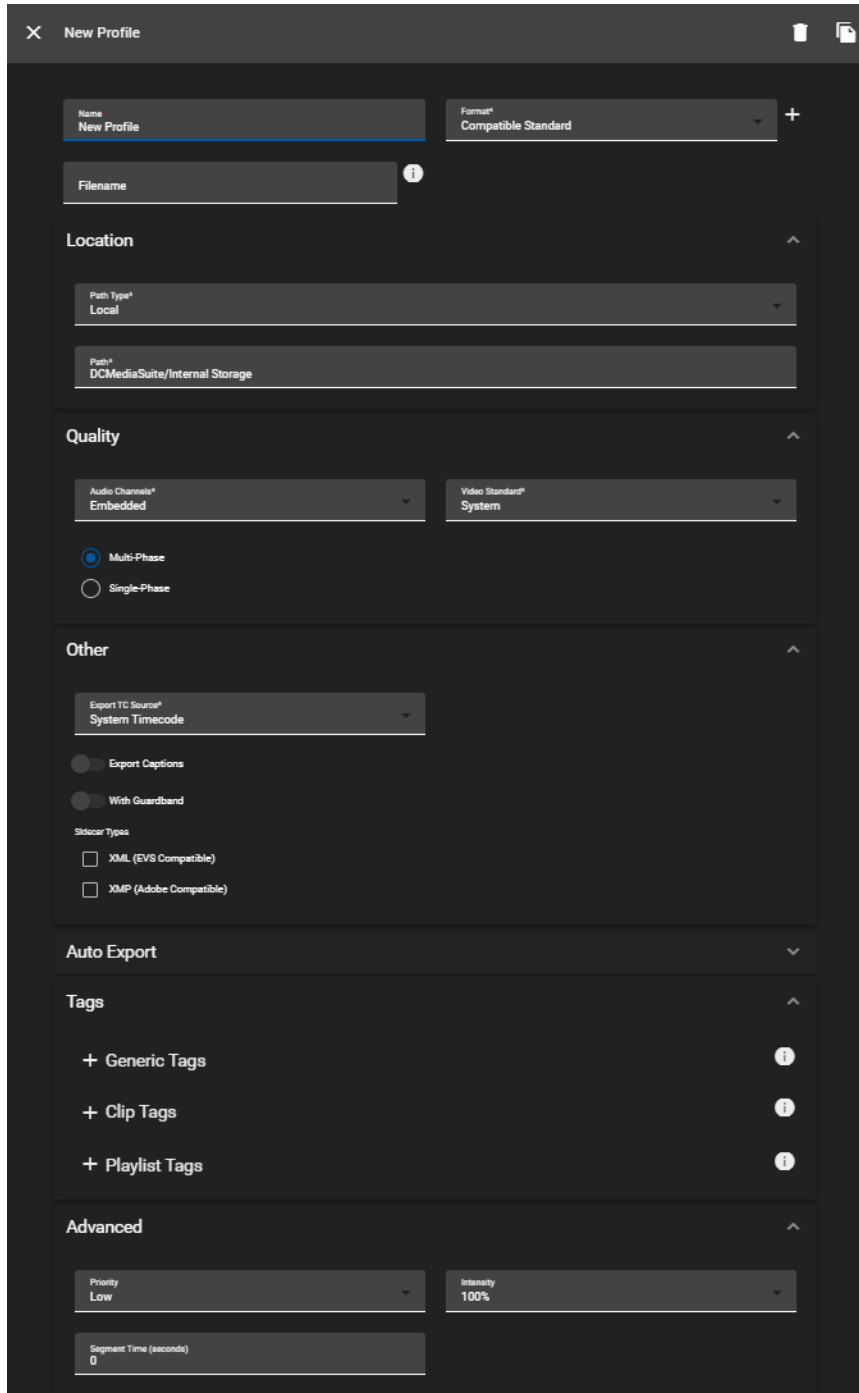 New Profile
Name
New Profile
Format*
Compatible Standard
Filename
Location
Path Type*
Local
Path*
DCMediaSuite/Internal Storage
Quality
Audio Channels*
Embedded
Video Standard*
System
Multi-Phase
Single-Phase
Other
Export TC Source*
System Timecode
Export Captions
With Guardband
Sidecar Types
XML (EVS Compatible)
XMP (Adobe Compatible)
Auto Export
Tags
+ Generic Tags
+ Clip Tags
+ Playlist Tags
Advanced
Priority
Low
Intensity
100%
Segment Time (seconds)
0